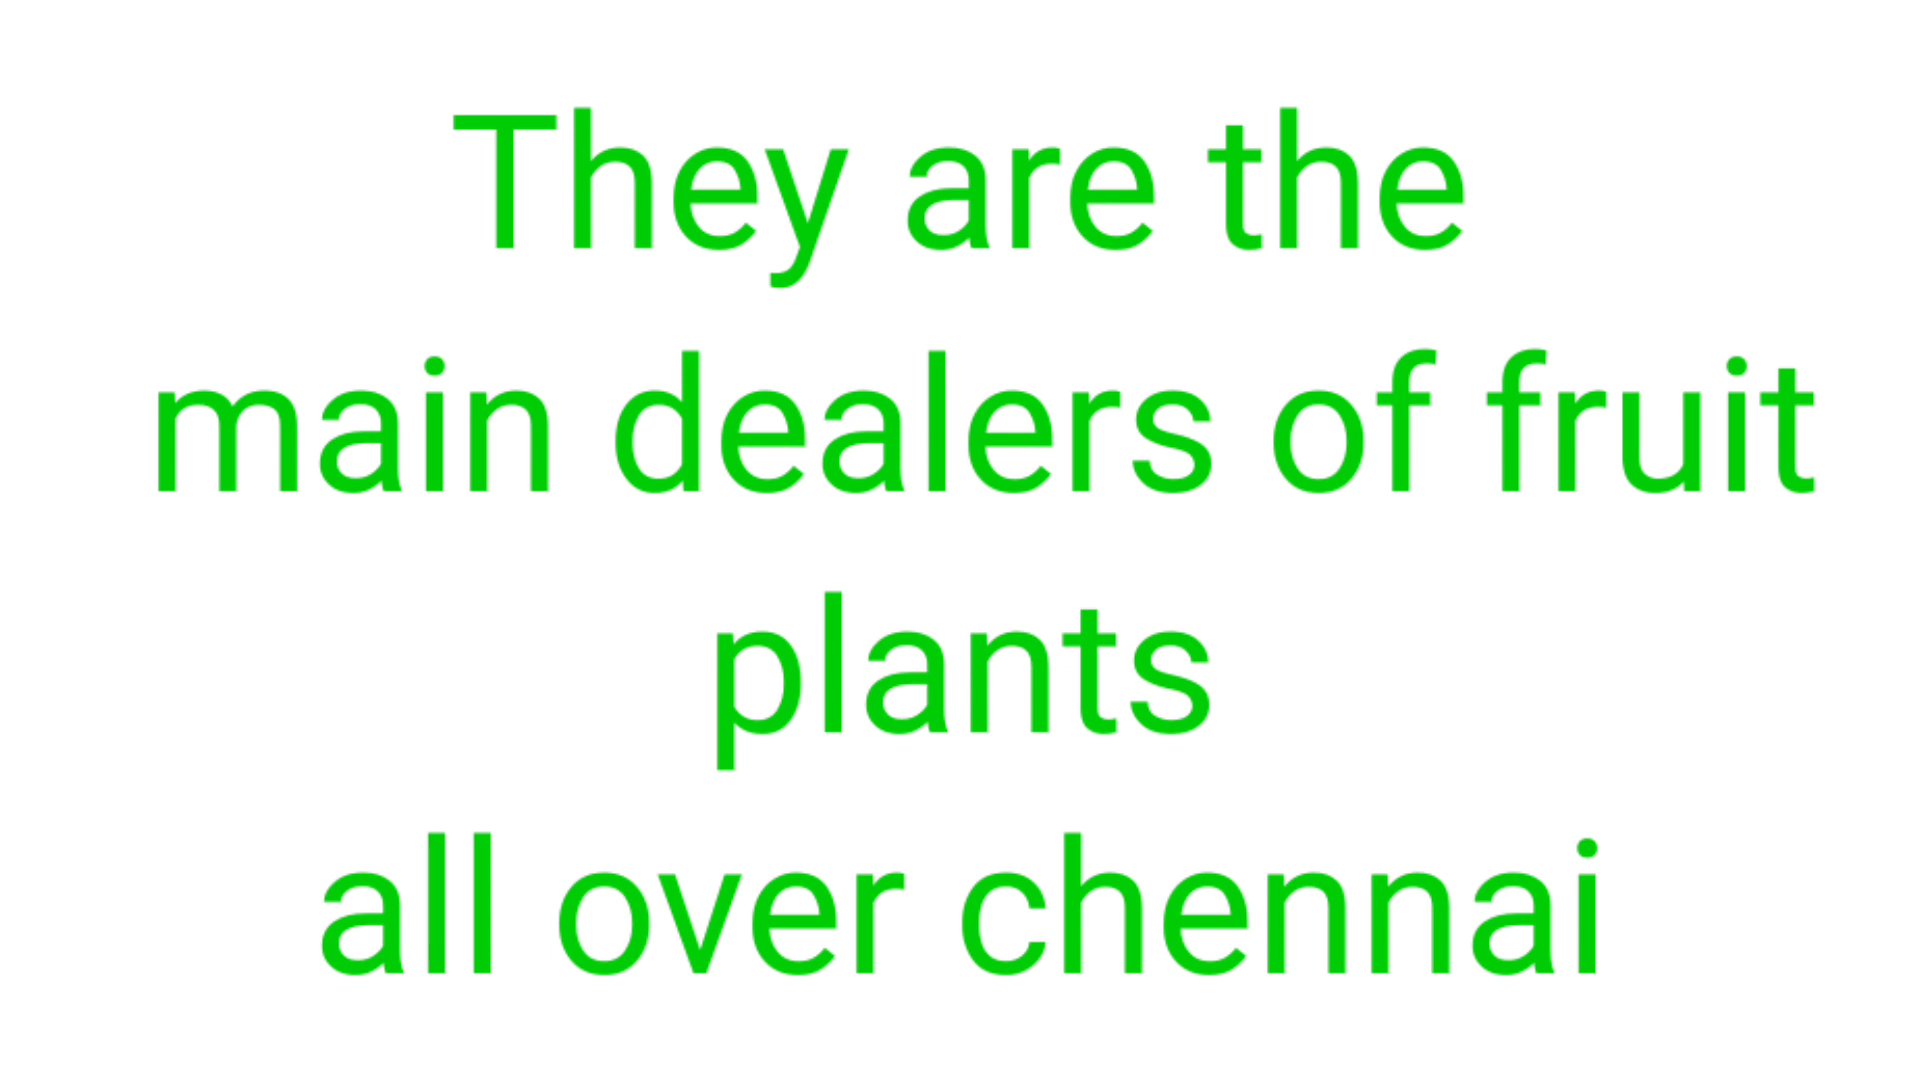 They are the
main dealers of fruit
plants
all over chennai